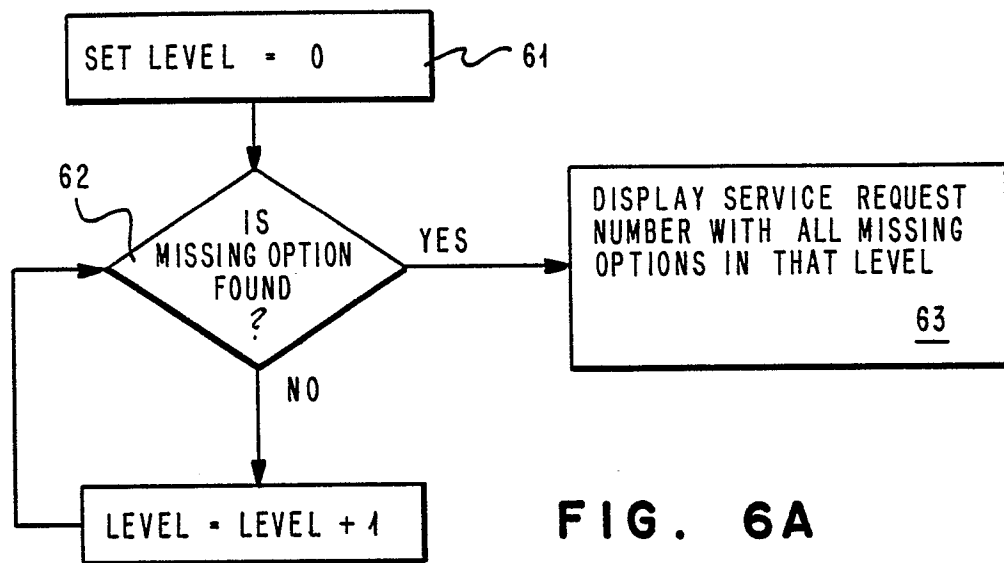 SET LEVEL = 0
61
62
IS
MISSING OPTION
FOUND
?
YES
DISPLAY SERVICE REQUEST
NUMBER WITH ALL MISSING
OPTIONS IN THAT LEVEL
63
NO
LEVEL = LEVEL + 1
FIG. 6A